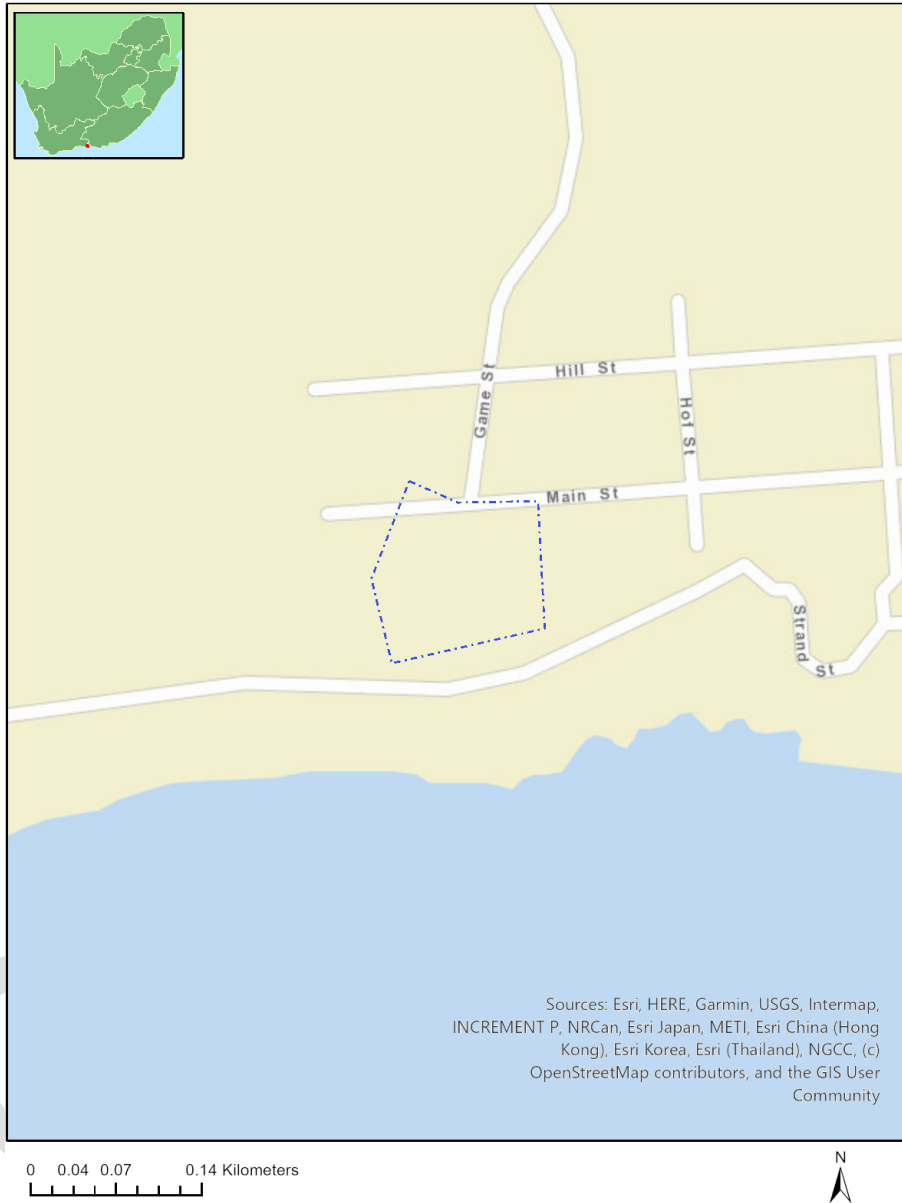 Hill St
Game St
Hof St
Main St
Strand St
Sources: Esri, HERE, Garmin, USGS, Intermap,
INCREMENT P, NRCan, Esri Japan, METI, Esri China (Hong
Kong), Esri Korea, Esri (Thailand), NGCC, (c)
OpenStreetMap contributors, and the GIS User
Community
0 0.04 0.07 0.14 Kilometers
N